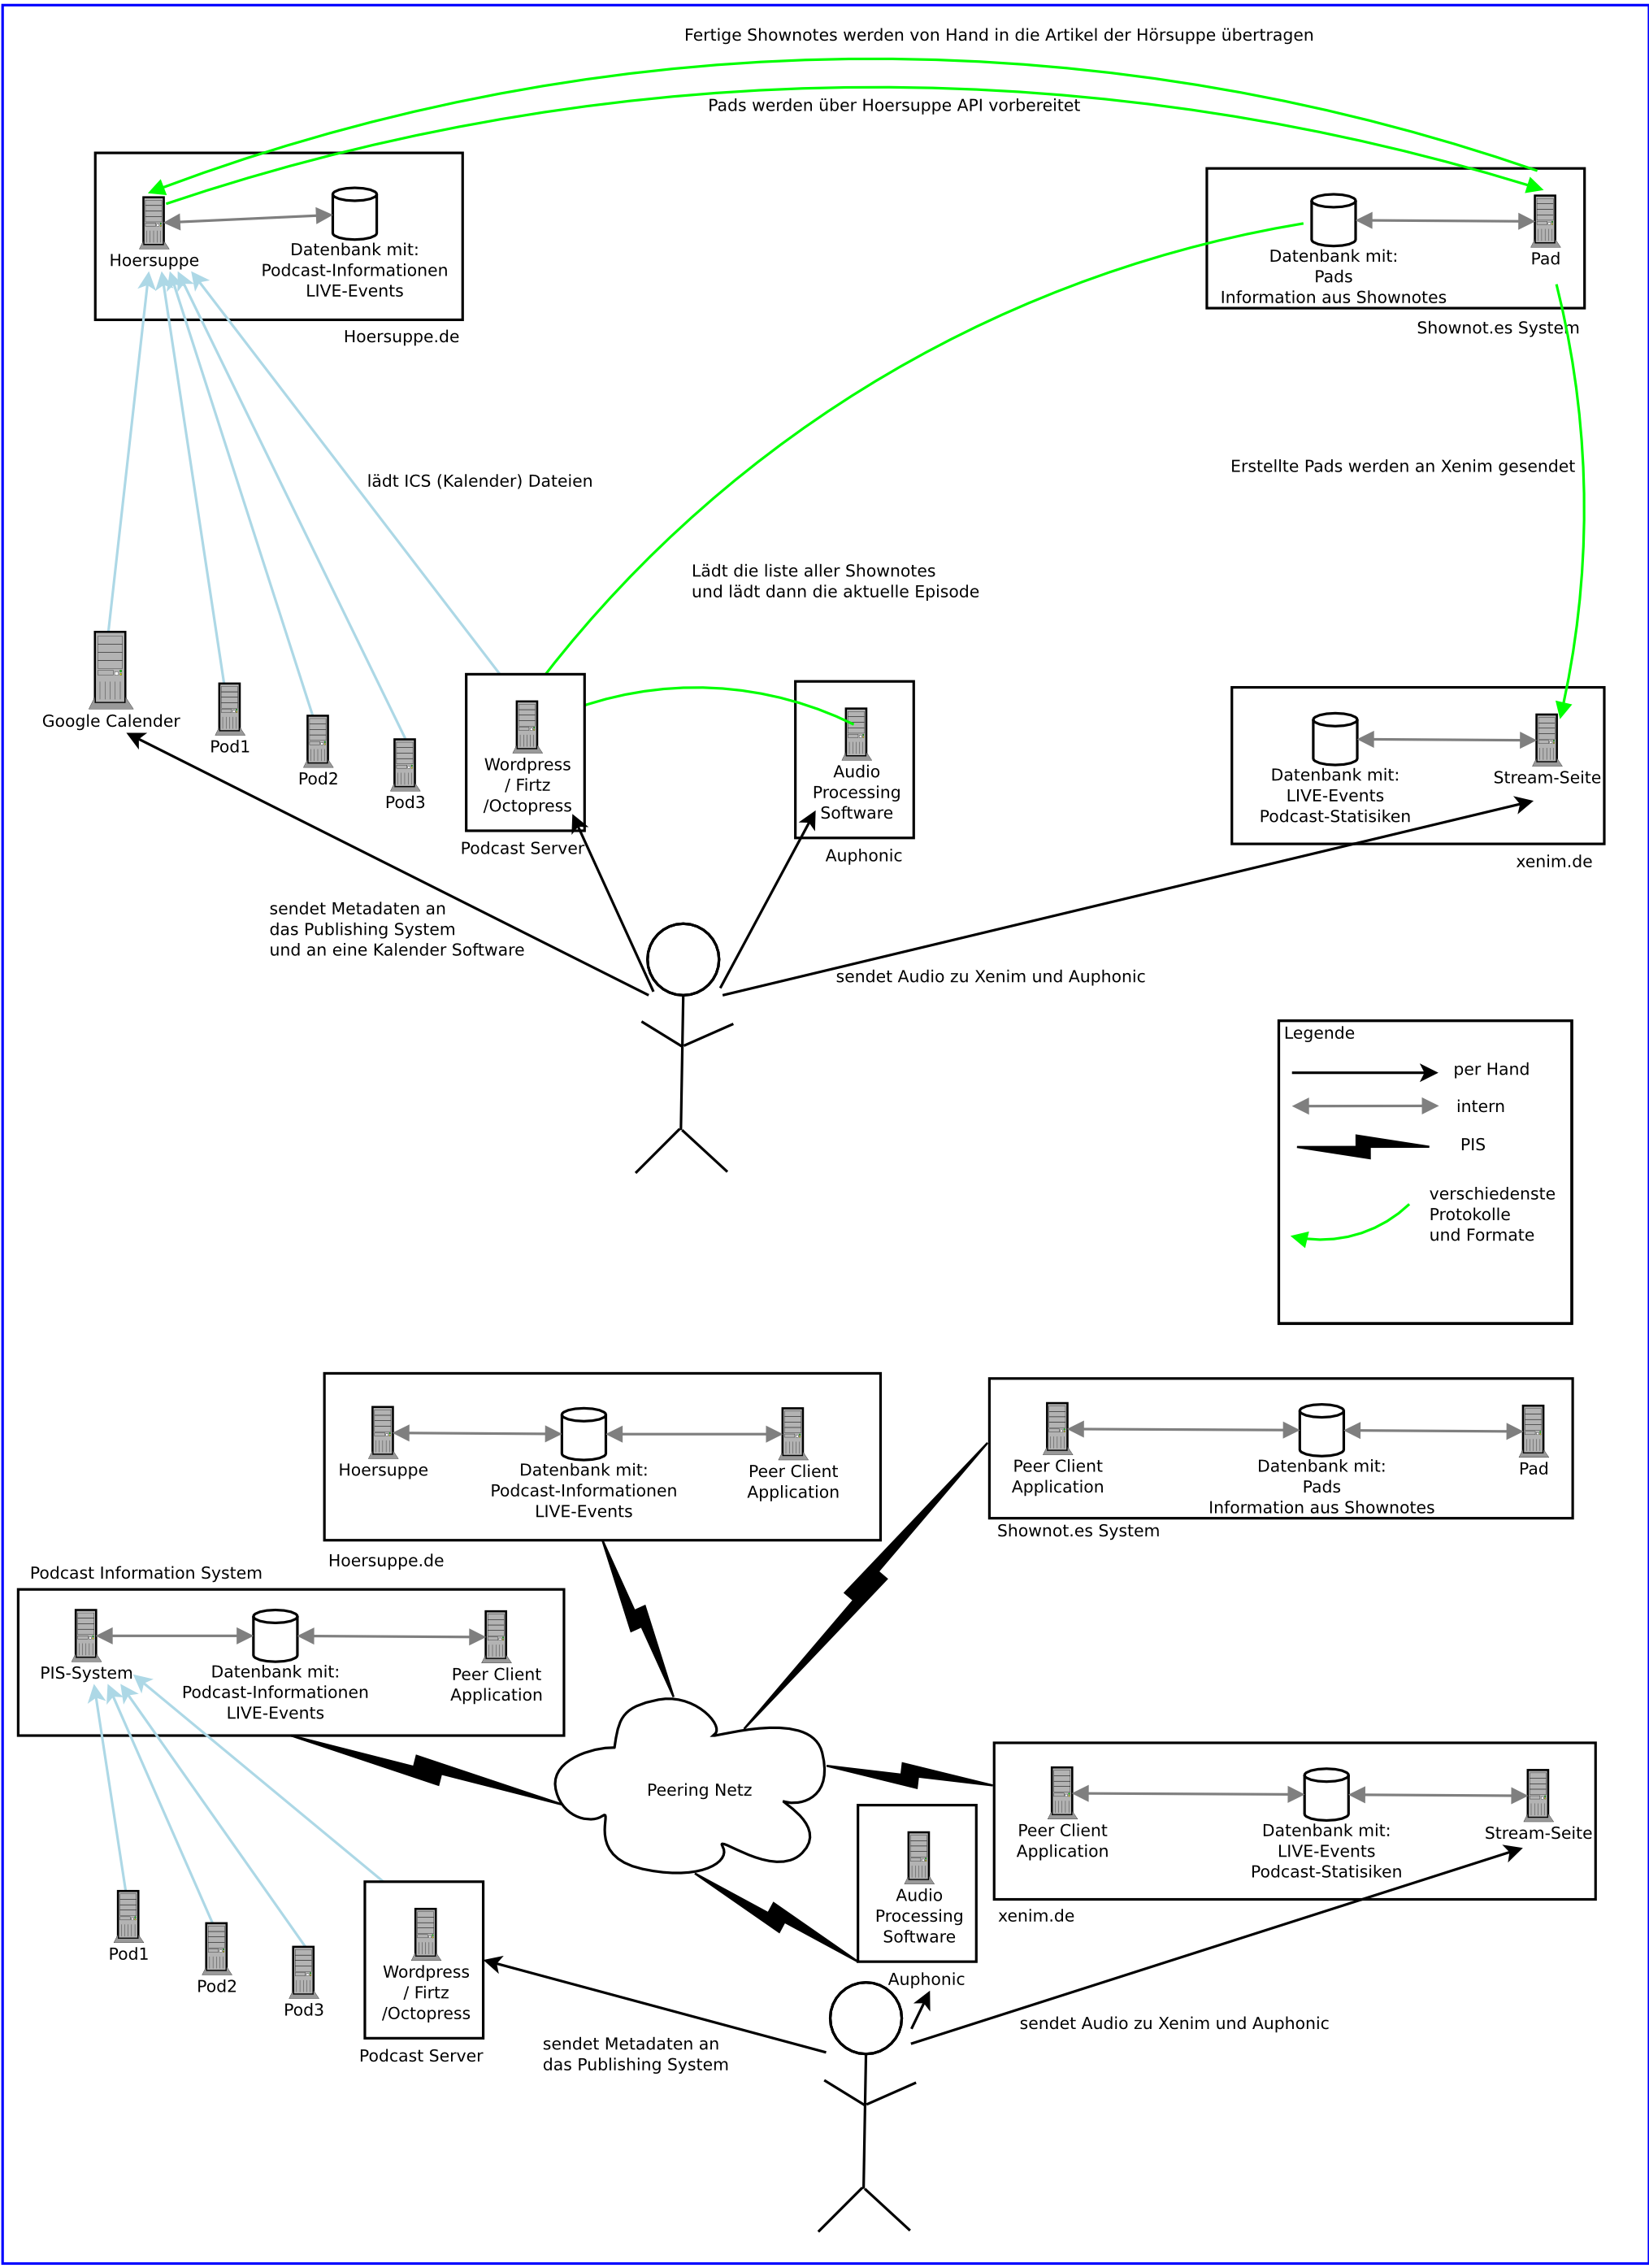 Fertige Shownotes werden von Hand in die Artikel der Hörsuppe übertragen
Pads werden über Hoersuppe API vorbereitet
Hoersuppe
Datenbank mit:
Podcast-Informationen
LIVE-Events
Hoersuppe.de
Datenbank mit:
Pads
Information aus Shownotes
Pad
Shownot.es System
lädt ICS (Kalender) Dateien
Erstellte Pads werden an Xenim gesendet
Lädt die liste aller Shownotes
und lädt dann die aktuelle Episode
Google Calender
Pod1
Pod2
Pod3
Wordpress
/ Firtz
/Octopress
Podcast Server
Audio
Processing
Software
Auphonic
Datenbank mit:
LIVE-Events
Podcast-Statisiken
Stream-Seite
xenim.de
sendet Metadaten an
das Publishing System
und an eine Kalender Software
sendet Audio zu Xenim und Auphonic
Legende
per Hand
intern
PIS
verschiedenste
Protokolle
und Formate
Hoersuppe
Datenbank mit:
Podcast-Informationen
LIVE-Events
Peer Client
Application
Hoersuppe.de
Peer Client
Application
Datenbank mit:
Pads
Information aus Shownotes
Pad
Shownot.es System
Podcast Information System
PIS-System
Datenbank mit:
Podcast-Informationen
LIVE-Events
Peer Client
Application
Peering Netz
Peer Client
Application
Datenbank mit:
LIVE-Events
Podcast-Statisiken
Stream-Seite
xenim.de
Audio
Processing
Software
Auphonic
Pod1
Pod2
Pod3
Wordpress
/ Firtz
/Octopress
Podcast Server
sendet Metadaten an
das Publishing System
sendet Audio zu Xenim und Auphonic